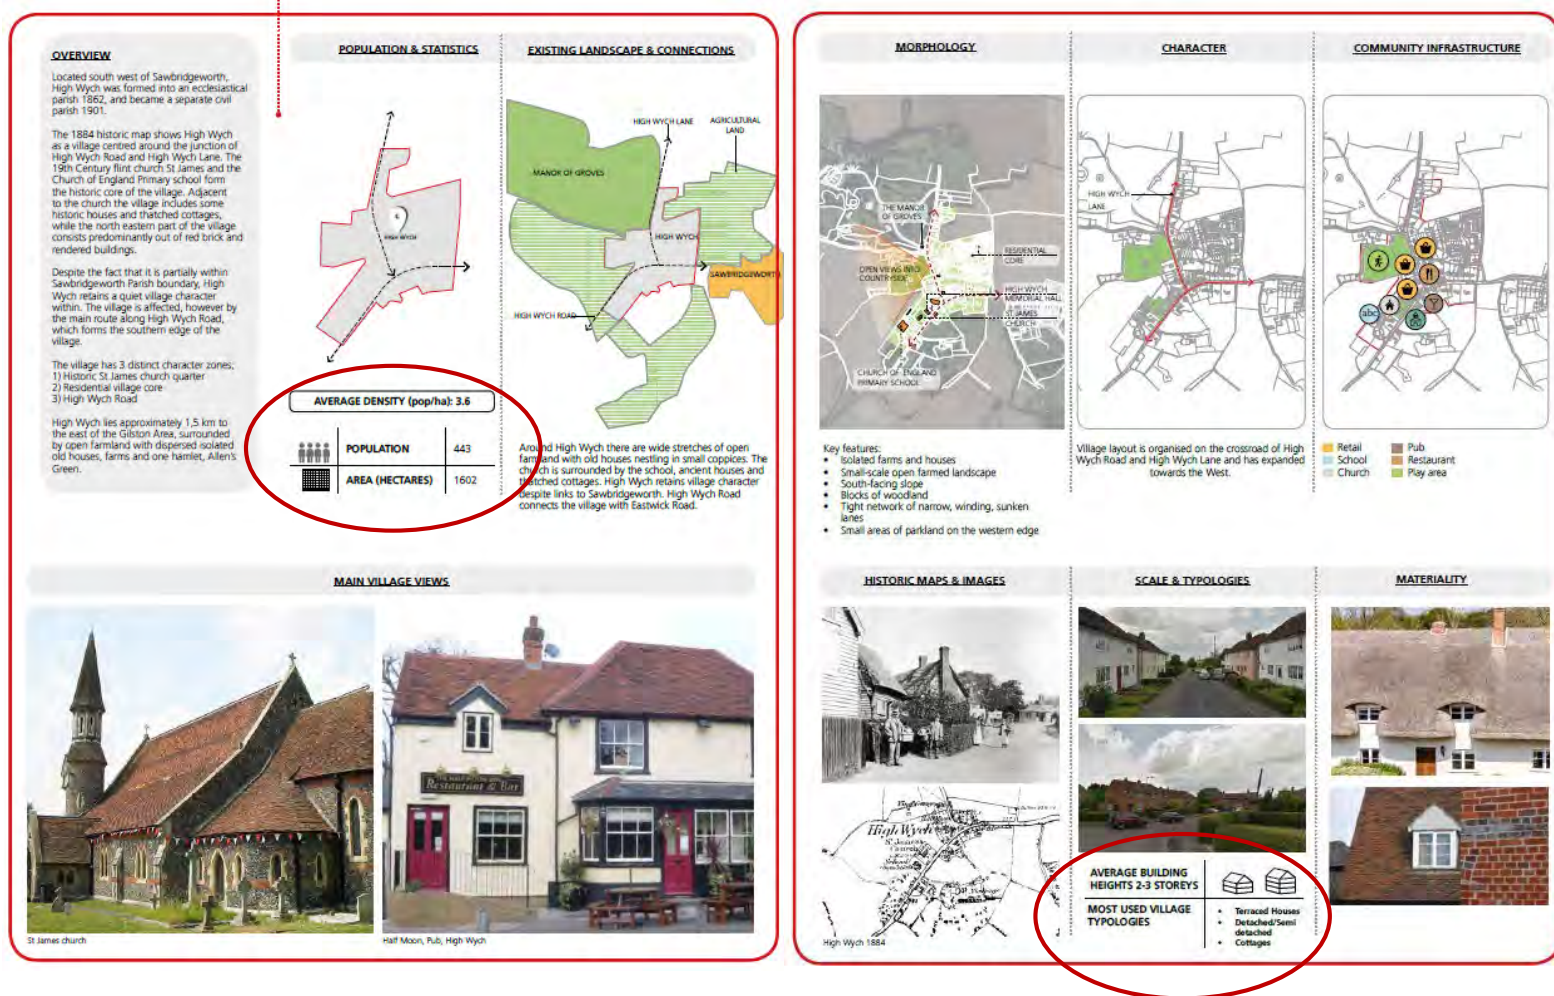 OVERVIEW
Located south west of Sawbridgeworth,
High Wych was formed into an ecclesiastical
parish 1862, and became a separate civil
parish 1901.
The 1884 historic map shows High Wych
as a village centred around the junction of
High Wych Road and High Wych Lane. The
19th Century flint church St James and the
Church of England Primary school form
the historic core of the village. Adjacent
to the church the village includes some
historic houses and thatched cottages,
while the north eastern part of the village
consists predominantly out of red brick and
rendered buildings.
Despite the fact that it is partially within
Sawbridgeworth Parish boundary, High
Wych retains a quiet village character
within. The village is affected, however by
the main route along High Wych Road,
which forms the southern edge of the
village.
The village has 3 distinct character zones;
1) Historic St James church quarter
2) Residential village core
3) High Wych Road
High Wych lies approximately 1,5 km to
the east of the Gilston Area, surrounded
by open farmland with dispersed isolated
old houses, farms and one hamlet, Allen's
Green.
POPULATION & STATISTICS
HIGH WYCH
AVERAGE DENSITY (pop/ha): 3.6
POPULATION 443
AREA (HECTARES) 1602
EXISTING LANDSCAPE & CONNECTIONS
HIGH WYCH LANE
AGRICULTURAL
LAND
MANOR OF GROVES
HIGH WYCH
SAWBRIDGEWORTH
HIGH WYCH ROAD
Around High Wych there are wide stretches of open
farmland with old houses nestling in small coppices. The
church is surrounded by the school, ancient houses and
thatched cottages. High Wych retains village character
despite links to Sawbridgeworth. High Wych Road
connects the village with Eastwick Road.
MAIN VILLAGE VIEWS
Restaurant & Bar
St James church
Half Moon, Pub, High Wych
MORPHOLOGY
THE MANOR
OF GROVES
OPEN VIEWS INTO
COUNTRYSIDE
RESIDENTIAL
CORE
HIGH WYCH
MEMORIAL HALL
ST JAMES
CHURCH
CHURCH OF ENGLAND
PRIMARY SCHOOL
Key features:
• Isolated farms and houses
• Small-scale open farmed landscape
• South-facing slope
• Blocks of woodland
• Tight network of narrow, winding, sunken
lanes
• Small areas of parkland on the western edge
CHARACTER
HIGH WYCH
LANE
Village layout is organised on the crossroad of High
Wych Road and High Wych Lane and has expanded
towards the West.
COMMUNITY INFRASTRUCTURE
abc
Retail
School
Church
Pub
Restaurant
Play area
HISTORIC MAPS & IMAGES
High Wych
High Wych 1884
SCALE & TYPOLOGIES
AVERAGE BUILDING
HEIGHTS 2-3 STOREYS
MOST USED VILLAGE
TYPOLOGIES
• Terraced Houses
• Detached/Semi
detached
• Cottages
MATERIALITY